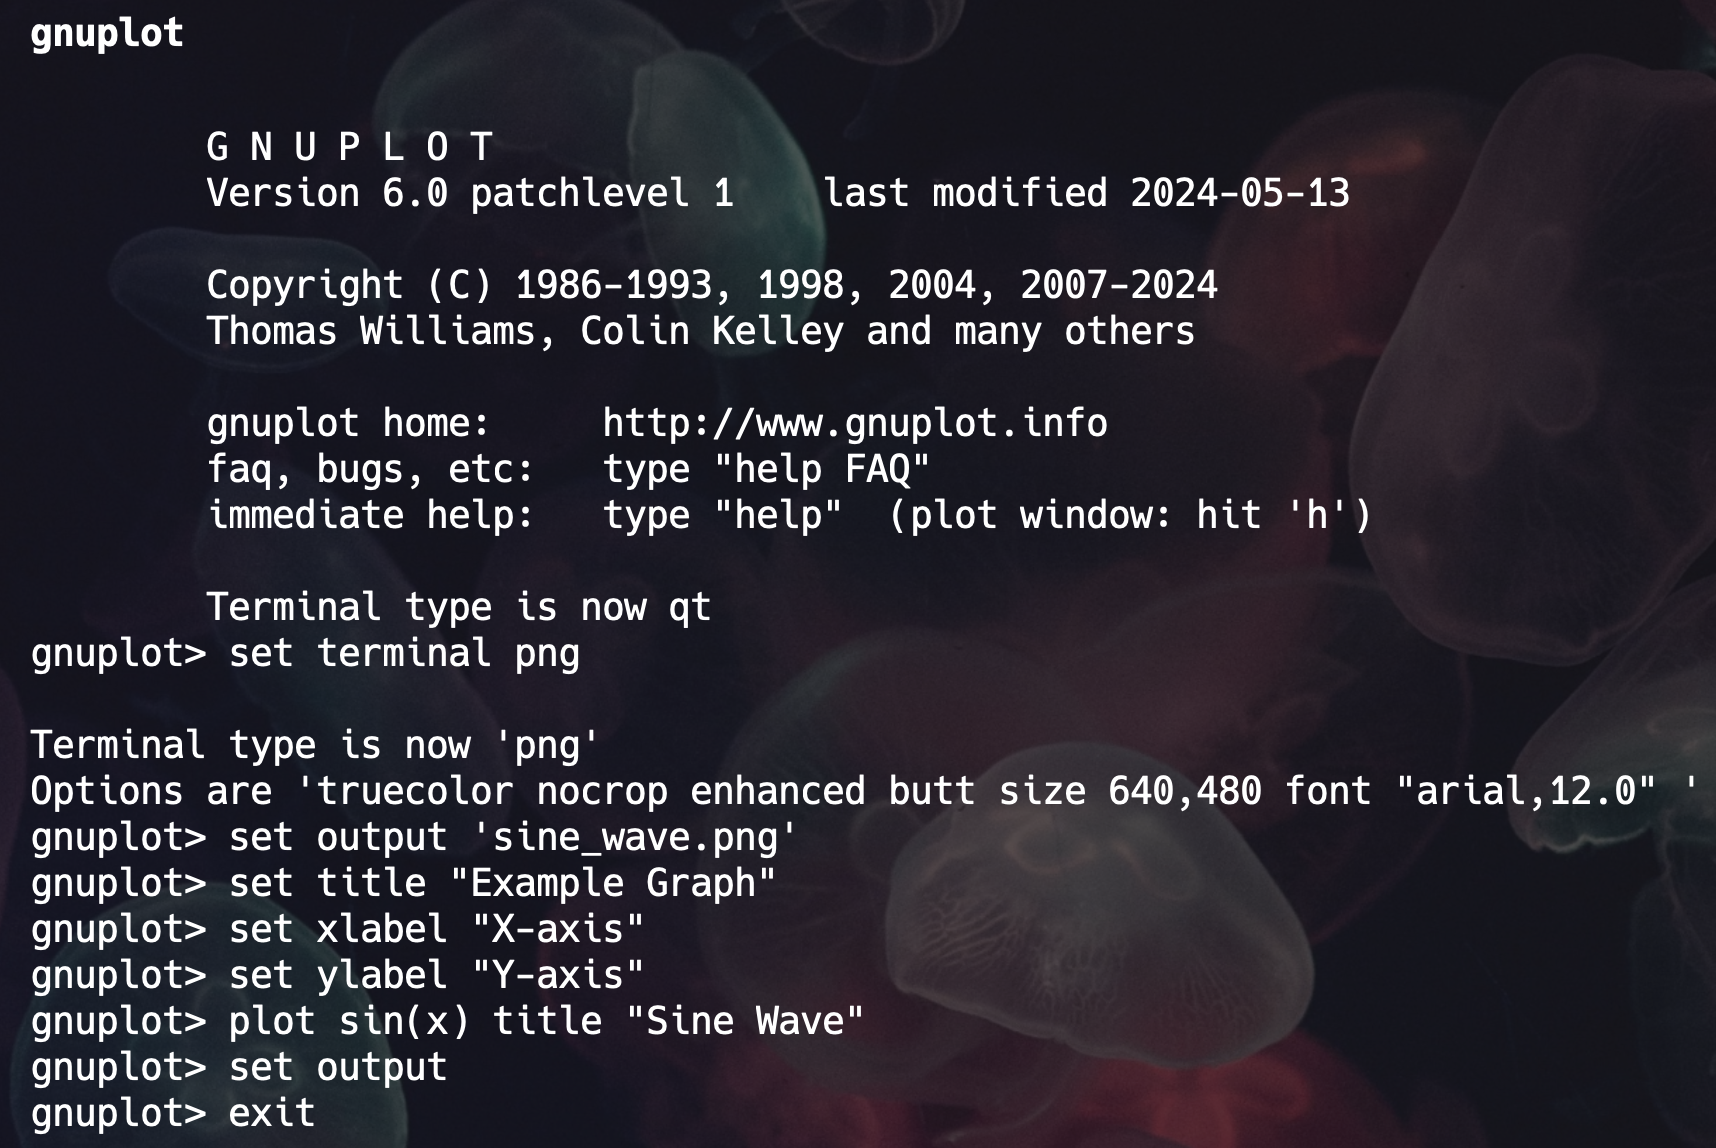 gnuplot
G N U P L O T
Version 6.0 patchlevel 1    last modified 2024-05-13
Copyright (C) 1986-1993, 1998, 2004, 2007-2024
Thomas Williams, Colin Kelley and many others
gnuplot home:     http://www.gnuplot.info
faq, bugs, etc:   type "help FAQ"
immediate help:   type "help"  (plot window: hit 'h')
Terminal type is now qt
gnuplot> set terminal png
Terminal type is now 'png'
Options are 'truecolor nocrop enhanced butt size 640,480 font "arial,12.0" '
gnuplot> set output 'sine_wave.png'
gnuplot> set title "Example Graph"
gnuplot> set xlabel "X-axis"
gnuplot> set ylabel "Y-axis"
gnuplot> plot sin(x) title "Sine Wave"
gnuplot> set output
gnuplot> exit